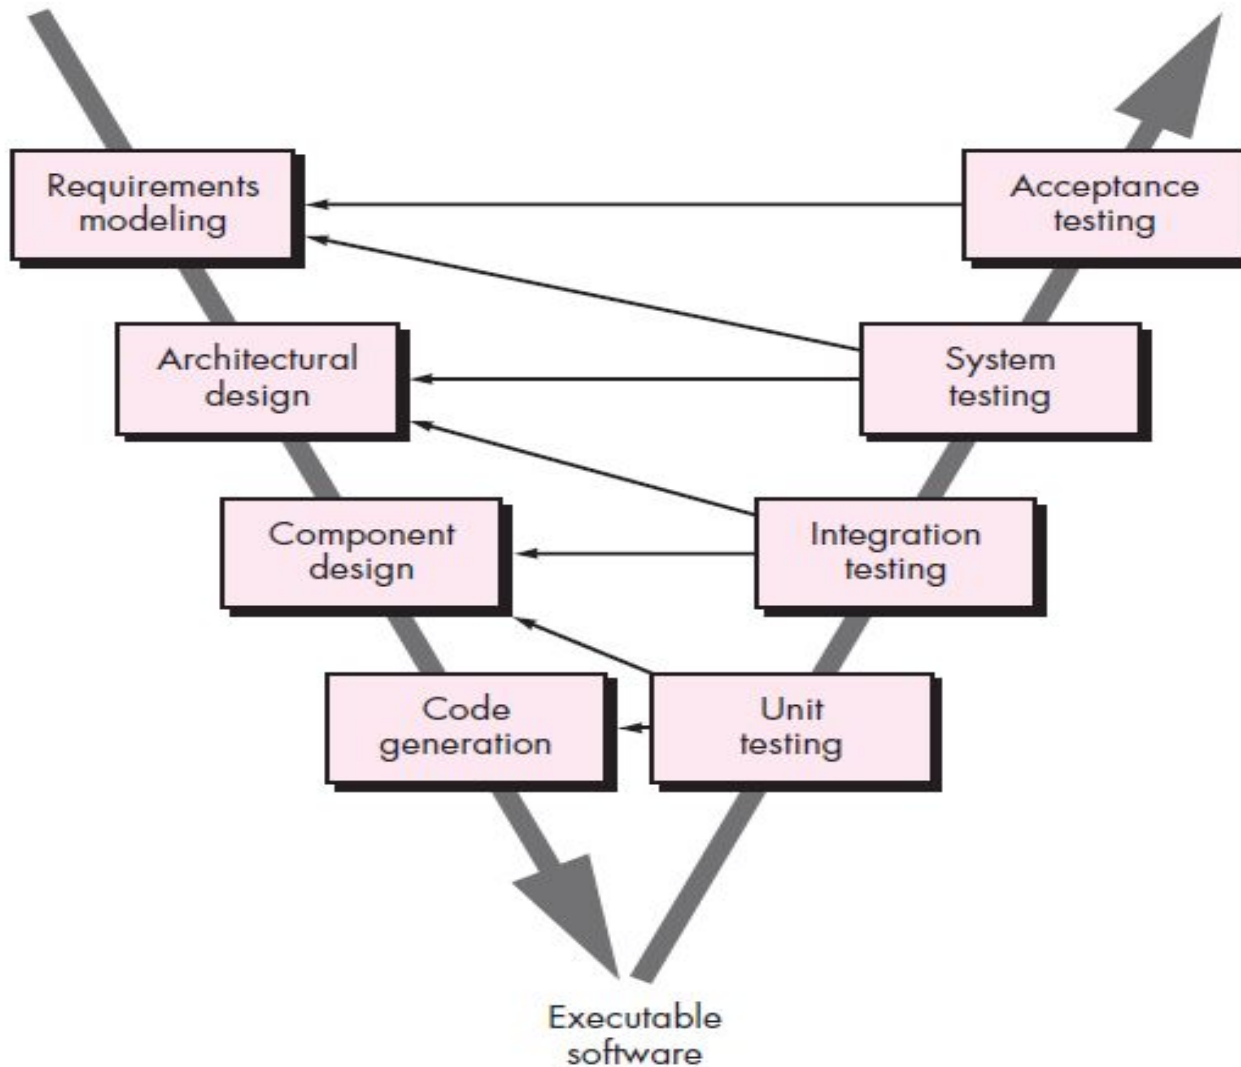 Requirements
modeling
Acceptance
testing
Architectural
design
System
testing
Component
design
Integration
testing
Code
generation
Unit
testing
Executable
software